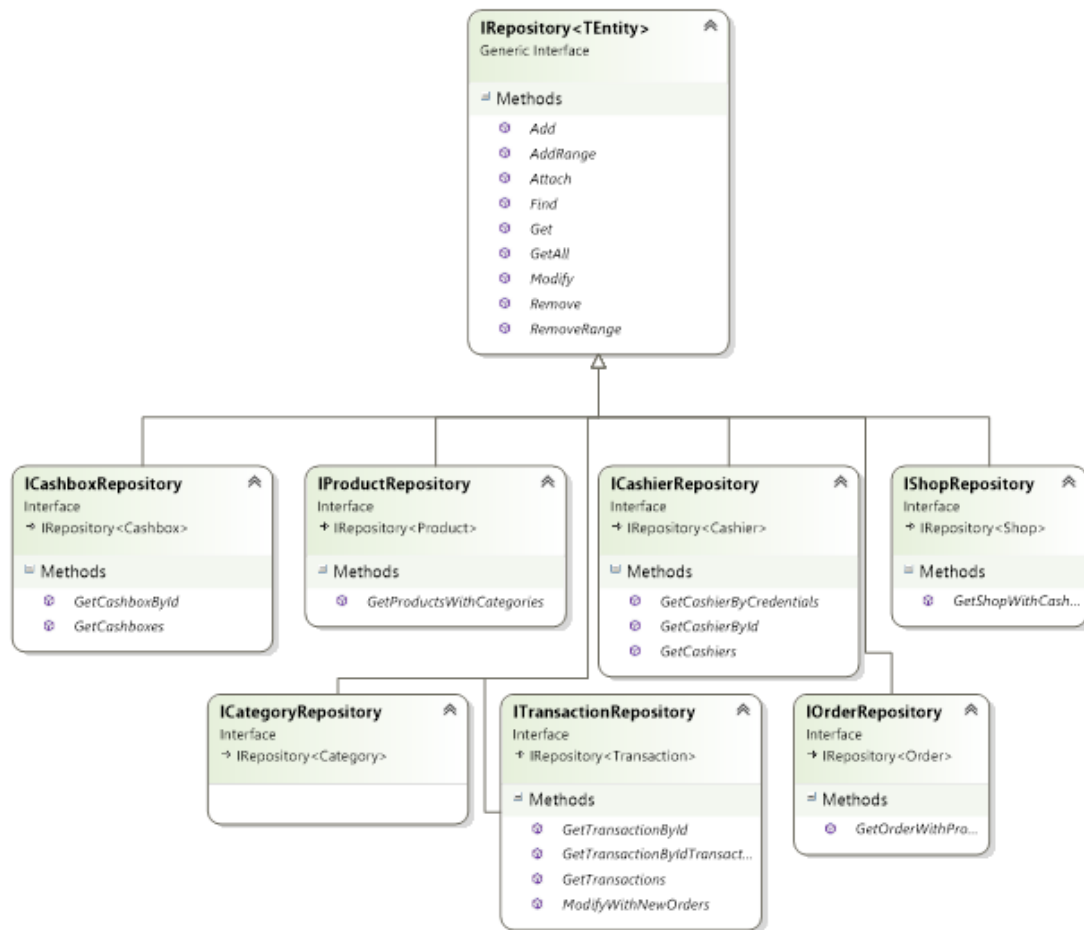 IRepository<TEntity>
Generic Interface
Methods
Add
AddRange
Attach
Find
Get
GetAll
Modify
Remove
RemoveRange
ICashboxRepository
Interface
IRepository<Cashbox>
Methods
GetCashboxById
GetCashboxes
IProductRepository
Interface
IRepository<Product>
Methods
GetProductsWithCategories
ICashierRepository
Interface
IRepository<Cashier>
Methods
GetCashierByCredentials
GetCashierById
GetCashiers
IShopRepository
Interface
IRepository<Shop>
Methods
GetShopWithCash...
ICategoryRepository
Interface
IRepository<Category>
ITransactionRepository
Interface
IRepository<Transaction>
Methods
GetTransactionById
GetTransactionByIdTransact...
GetTransactions
ModifyWithNewOrders
IOrderRepository
Interface
IRepository<Order>
Methods
GetOrderWithPro...